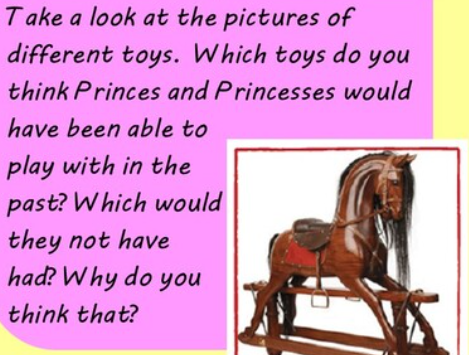 Take a look at the pictures of
different toys. Which toys do you
think Princes and Princesses would
have been able to
play with in the
past? Which would
they not have
had? Why do you
think that?